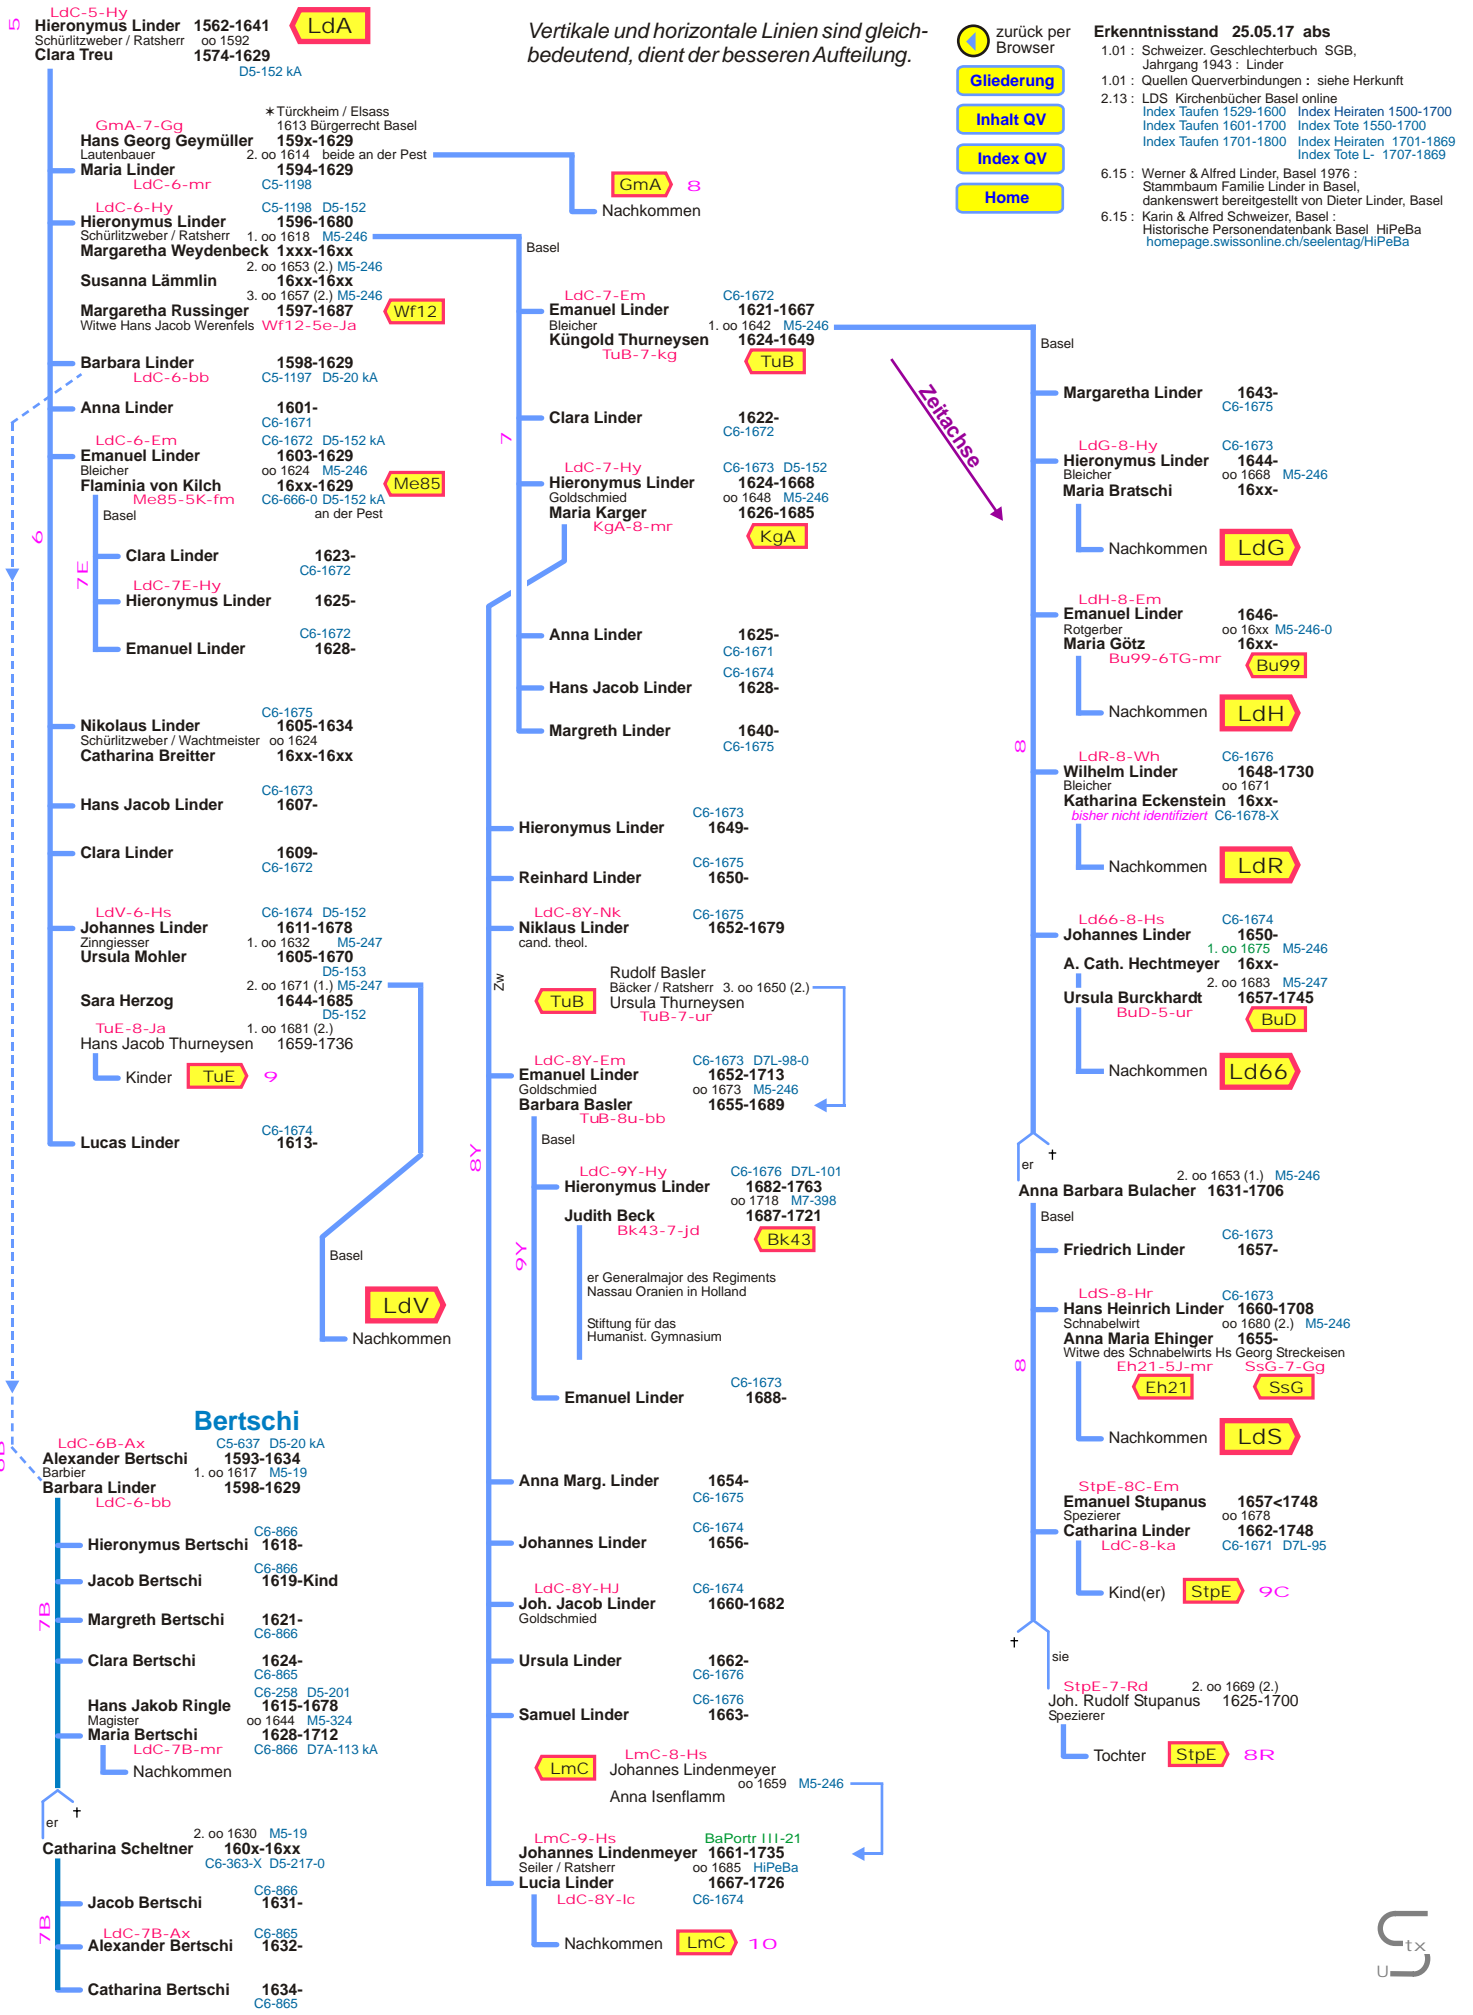 5
LdC-5-Hy
Hieronymus Linder 1562-1641
LdA
Schürlitzweber / Ratsherr oo 1592
Clara Treu 1574-1629
D5-152 kA
Vertikale und horizontale Linien sind gleich-
bedeutend, dient der besseren Aufteilung.
zurück per
Browser
Gliederung
Inhalt QV
Index QV
Home
Erkenntnisstand 25.05.17 abs
1.01 : Schweizer. Geschlechterbuch SGB,
Jahrgang 1943 : Linder
1.01 : Quellen Querverbindungen : siehe Herkunft
2.13 : LDS Kirchenbücher Basel online
Index Taufen 1529-1600 Index Heiraten 1500-1700
Index Taufen 1601-1700 Index Tote 1550-1700
Index Taufen 1701-1800 Index Heiraten 1701-1869
Index Tote L- 1707-1869
6.15 : Werner & Alfred Linder, Basel 1976 :
Stammbaum Familie Linder in Basel,
dankenswert bereitgestellt von Dieter Linder, Basel
6.15 : Karin & Alfred Schweizer, Basel :
Historische Personendatenbank Basel HiPeBa
homepage.swissonline.ch/seelentag/HiPeBa
6
✶Türckheim / Elsass
GmA-7-Gg 1613 Bürgerrecht Basel
Hans Georg Geymüller 159x-1629
Lautenbauer 2. oo 1614 beide an der Pest
Maria Linder 1594-1629
LdC-6-mr C5-1198
GmA 8
Nachkommen
LdC-6-Hy C5-1198 D5-152
Hieronymus Linder 1596-1680
Schürlitzweber / Ratsherr 1. oo 1618 M5-246
Margaretha Weydenbeck 1xxx-16xx
2. oo 1653 (2.) M5-246
Susanna Lämmlin 16xx-16xx
3. oo 1657 (2.) M5-246
Margaretha Russinger 1597-1687
Wf12
Witwe Hans Jacob Werenfels Wf12-5e-Ja
Barbara Linder 1598-1629
LdC-6-bb C5-1197 D5-20 kA
Anna Linder 1601-
C6-1671
LdC-6-Em C6-1672 D5-152 kA
Emanuel Linder 1603-1629
Bleicher oo 1624 M5-246
Flaminia von Kilch 16xx-1629
Me85
Me85-5K-fm C6-666-0 D5-152 kA
Basel an der Pest
7E
Clara Linder 1623-
C6-1672
LdC-7E-Hy
Hieronymus Linder 1625-
C6-1672
Emanuel Linder 1628-
C6-1675
Nikolaus Linder 1605-1634
Schürlitzweber / Wachtmeister oo 1624
Catharina Breitter 16xx-16xx
C6-1673
Hans Jacob Linder 1607-
Clara Linder 1609-
C6-1672
LdV-6-Hs C6-1674 D5-152
Johannes Linder 1611-1678
Zinngiesser 1. oo 1632 M5-247
Ursula Mohler 1605-1670
D5-153
2. oo 1671 (1.) M5-247
Sara Herzog 1644-1685
D5-152
TuE-8-Ja 1. oo 1681 (2.)
Hans Jacob Thurneysen 1659-1736
Kinder TuE 9
C6-1674
Lucas Linder 1613-
Basel
LdV
Nachkommen
6B
Bertschi
LdC-6B-Ax C5-637 D5-20 kA
Alexander Bertschi 1593-1634
Barbier 1. oo 1617 M5-19
Barbara Linder 1598-1629
LdC-6-bb
7B
C6-866
Hieronymus Bertschi 1618-
C6-866
Jacob Bertschi 1619-Kind
Margreth Bertschi 1621-
C6-866
Clara Bertschi 1624-
C6-865
C6-258 D5-201
Hans Jakob Ringle 1615-1678
Magister oo 1644 M5-324
Maria Bertschi 1628-1712
LdC-7B-mr C6-866 D7A-113 kA
Nachkommen
er †
2. oo 1630 M5-19
Catharina Scheltner 160x-16xx
C6-363-X D5-217-0
7B
C6-866
Jacob Bertschi 1631-
LdC-7B-Ax C6-865
Alexander Bertschi 1632-
Catharina Bertschi 1634-
C6-865
7
Basel
LdC-7-Em C6-1672
Emanuel Linder 1621-1667
Bleicher 1. oo 1642 M5-246
Küngold Thurneysen 1624-1649
TuB-7-kg
TuB
Clara Linder 1622-
C6-1672
LdC-7-Hy C6-1673 D5-152
Hieronymus Linder 1624-1668
Goldschmied oo 1648 M5-246
Maria Karger 1626-1685
KgA-8-mr
KgA
Anna Linder 1625-
C6-1671
C6-1674
Hans Jacob Linder 1628-
Margreth Linder 1640-
C6-1675
Zeitachse
8Y
Zw
C6-1673
Hieronymus Linder 1649-
C6-1675
Reinhard Linder 1650-
LdC-8Y-Nk C6-1675
Niklaus Linder 1652-1679
cand. theol.
TuB
Rudolf Basler
Bäcker / Ratsherr 3. oo 1650 (2.)
Ursula Thurneysen
TuB-7-ur
LdC-8Y-Em C6-1673 D7L-98-0
Emanuel Linder 1652-1713
Goldschmied oo 1673 M5-246
Barbara Basler 1655-1689
TuB-8u-bb
Basel
9Y
LdC-9Y-Hy C6-1676 D7L-101
Hieronymus Linder 1682-1763
oo 1718 M7-398
Judith Beck 1687-1721
Bk43-7-jd
Bk43
er Generalmajor des Regiments
Nassau Oranien in Holland
Stiftung für das
Humanist. Gymnasium
C6-1673
Emanuel Linder 1688-
Anna Marg. Linder 1654-
C6-1675
C6-1674
Johannes Linder 1656-
LdC-8Y-HJ C6-1674
Joh. Jacob Linder 1660-1682
Goldschmied
Ursula Linder 1662-
C6-1676
C6-1676
Samuel Linder 1663-
LmC
LmC-8-Hs
Johannes Lindenmeyer
oo 1659 M5-246
Anna Isenflamm
LmC-9-Hs BaPortr III-21
Johannes Lindenmeyer 1661-1735
Seiler / Ratsherr oo 1685 HiPeBa
Lucia Linder 1667-1726
LdC-8Y-lc C6-1674
Nachkommen LmC 10
8
Basel
Margaretha Linder 1643-
C6-1675
LdG-8-Hy C6-1673
Hieronymus Linder 1644-
Bleicher oo 1668 M5-246
Maria Bratschi 16xx-
Nachkommen LdG
LdH-8-Em
Emanuel Linder 1646-
Rotgerber oo 16xx M5-246-0
Maria Götz 16xx-
Bu99-6TG-mr
Bu99
Nachkommen LdH
LdR-8-Wh C6-1676
Wilhelm Linder 1648-1730
Bleicher oo 1671
Katharina Eckenstein 16xx-
bisher nicht identifiziert C6-1678-X
Nachkommen LdR
Ld66-8-Hs C6-1674
Johannes Linder 1650-
1. oo 1675 M5-246
A. Cath. Hechtmeyer 16xx-
2. oo 1683 M5-247
Ursula Burckhardt 1657-1745
BuD-5-ur
BuD
Nachkommen Ld66
er †
2. oo 1653 (1.) M5-246
Anna Barbara Bulacher 1631-1706
Basel
8
C6-1673
Friedrich Linder 1657-
LdS-8-Hr C6-1673
Hans Heinrich Linder 1660-1708
Schnabelwirt oo 1680 (2.) M5-246
Anna Maria Ehinger 1655-
Witwe des Schnabelwirts Hs Georg Streckeisen
Eh21-5J-mr SsG-7-Gg
Eh21 SsG
Nachkommen LdS
StpE-8C-Em
Emanuel Stupanus 1657<1748
Spezierer oo 1678
Catharina Linder 1662-1748
LdC-8-ka C6-1671 D7L-95
Kind(er) StpE 9C
† sie
StpE-7-Rd 2. oo 1669 (2.)
Joh. Rudolf Stupanus 1625-1700
Spezierer
Tochter StpE 8R
tx
U